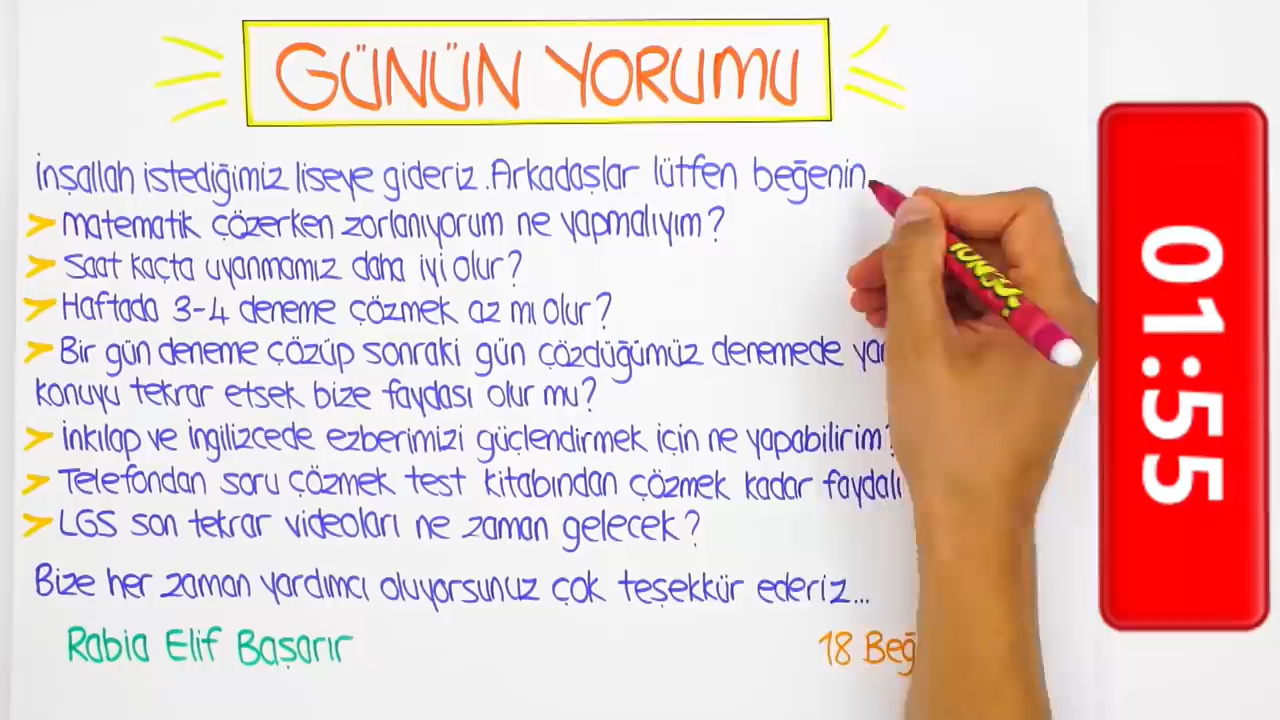 GÜNÜN YORUMU
İnşallah istediğimiz liseye gideriz. Arkadaşlar lütfen beğenin
➤ matematik çözerken zorlanıyorum ne yapmalıyım?
➤ Saat kaçta uyanmamız daha iyi olur?
➤ Haftada 3-4 deneme çözmek az mı olur?
➤ Bir gün deneme çözüp sonraki gün çözdüğümüz denemede
konuyu tekrar etsek bize faydası olur mu?
➤ inkılap ve ingilizcede ezberimizi güçlendirmek için ne yapabilirim?
➤ Telefondan soru çözmek test kitabından çözmek kadar faydalı
➤ LGS son tekrar videoları ne zaman gelecek?
Bize her zaman yardımcı oluyorsunuz çok teşekkür ederiz...
Rabia Elif Başarır
18
01:55